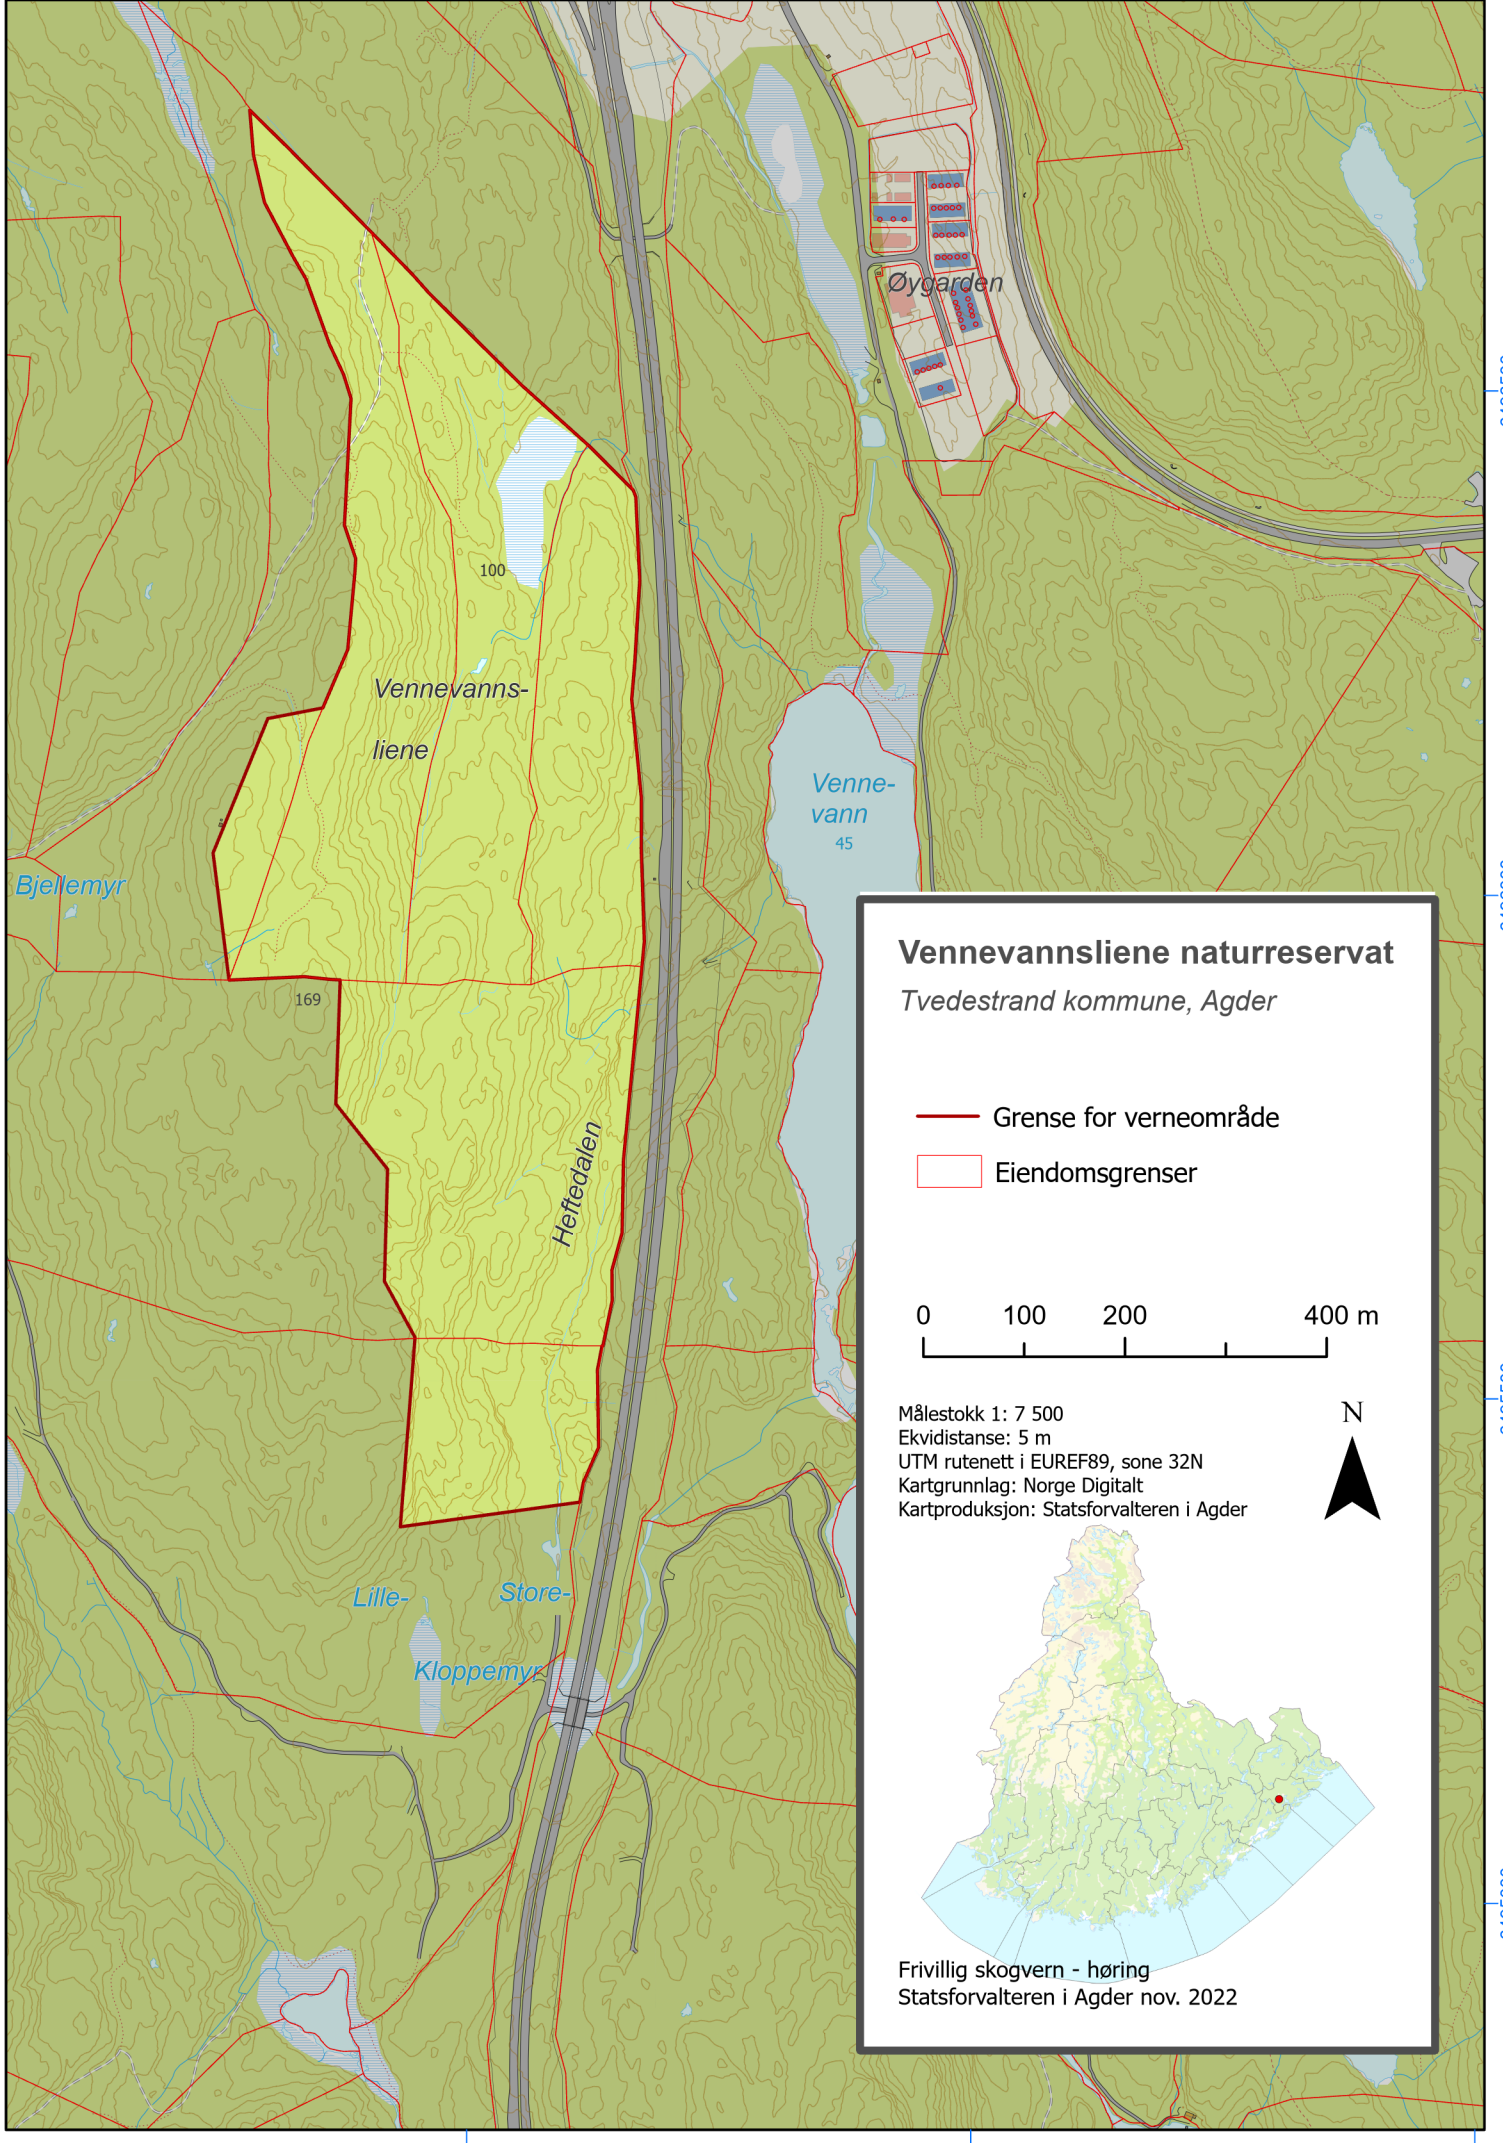 Øygarden
100
Vennevanns-
liene
Venne-
vann
45
Bjellemyr
169
Heftedalen
Lille-
Store-
Kloppemyr
Vennevannsliene naturreservat
Tvedestrand kommune, Agder
Grense for verneområde
Eiendomsgrenser
0 100 200 400 m
Målestokk 1: 7 500
Ekvidistanse: 5 m
UTM rutenett i EUREF89, sone 32N
Kartgrunnlag: Norge Digitalt
Kartproduksjon: Statsforvalteren i Agder
N
Frivillig skogvern - høring
Statsforvalteren i Agder nov. 2022